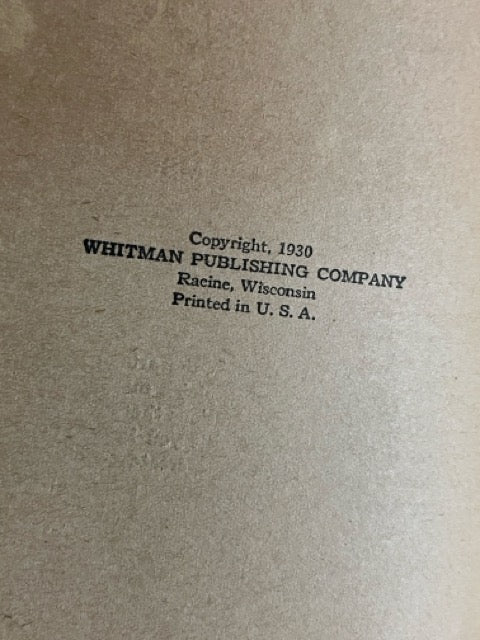 Copyright, 1930
WHITMAN PUBLISHING COMPANY
Racine, Wisconsin
Printed in U. S. A.